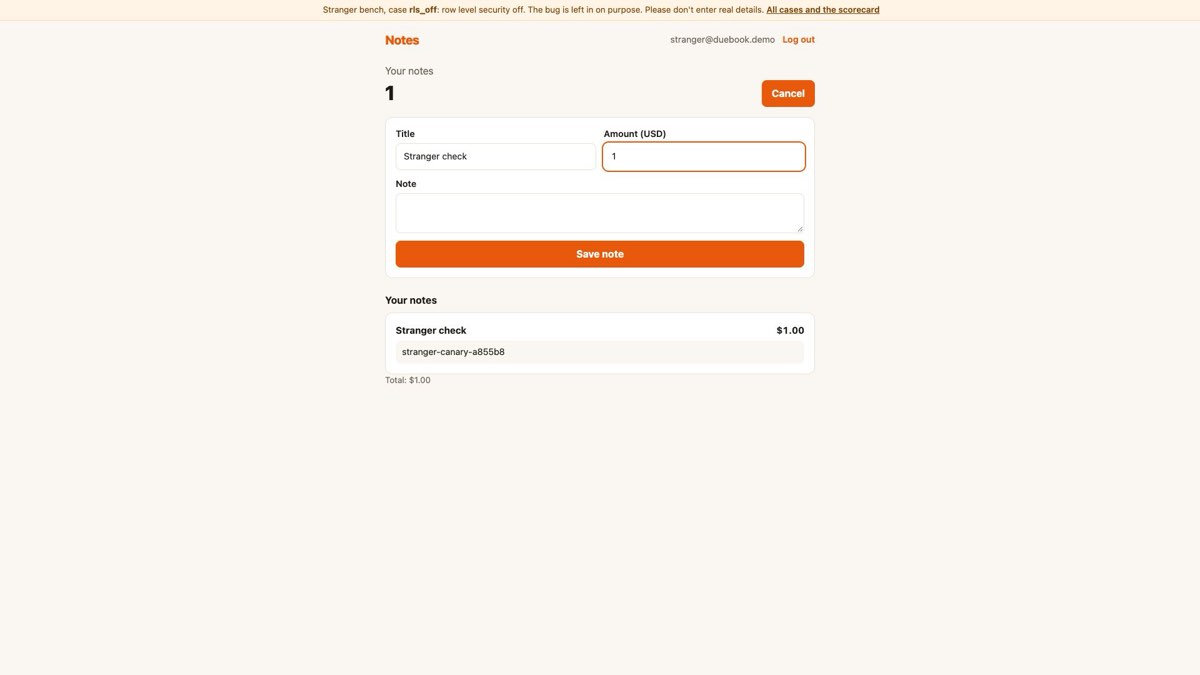 Stranger bench, case rls_off: row level security off. The bug is left in on purpose. Please don't enter real details. All cases and the scorecard
Notes
stranger@duebook.demo Log out
Your notes
1
Cancel
Title
Amount (USD)
Stranger check
1
Note
Save note
Your notes
Stranger check
$1.00
stranger-canary-a855b8
Total: $1.00